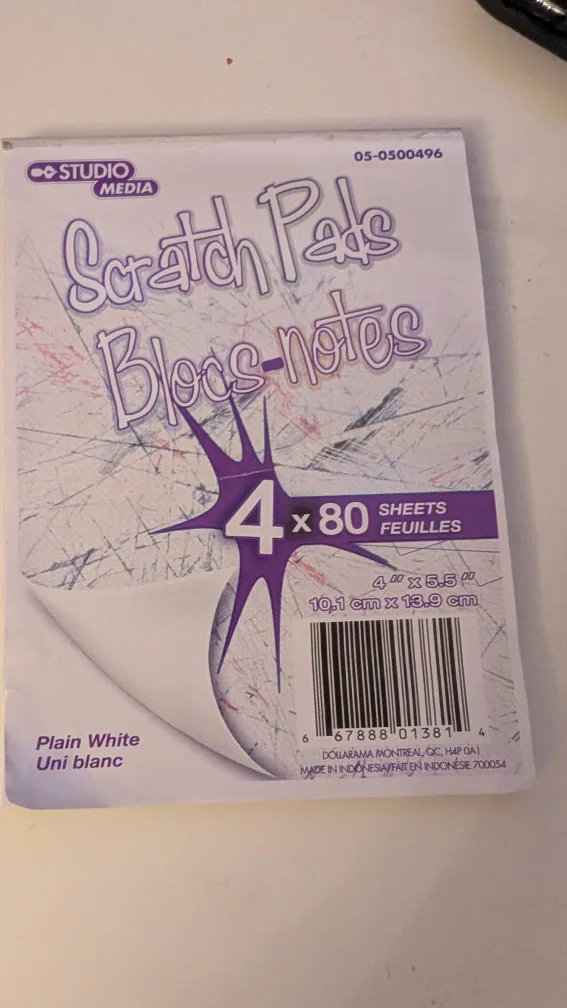 STUDIO
MEDIA
05-0500496
Scratch Pads
Blocs-notes
4 x 80 SHEETS
FEUILLES
4" x 5.5"
10.1 cm x 13.9 cm
6 67888 01381 4
DOLLARAMA MONTREAL, QC, H4P 0A1
MADE IN INDONESIA/FAIT EN INDONÉSIE 700054
Plain White
Uni blanc